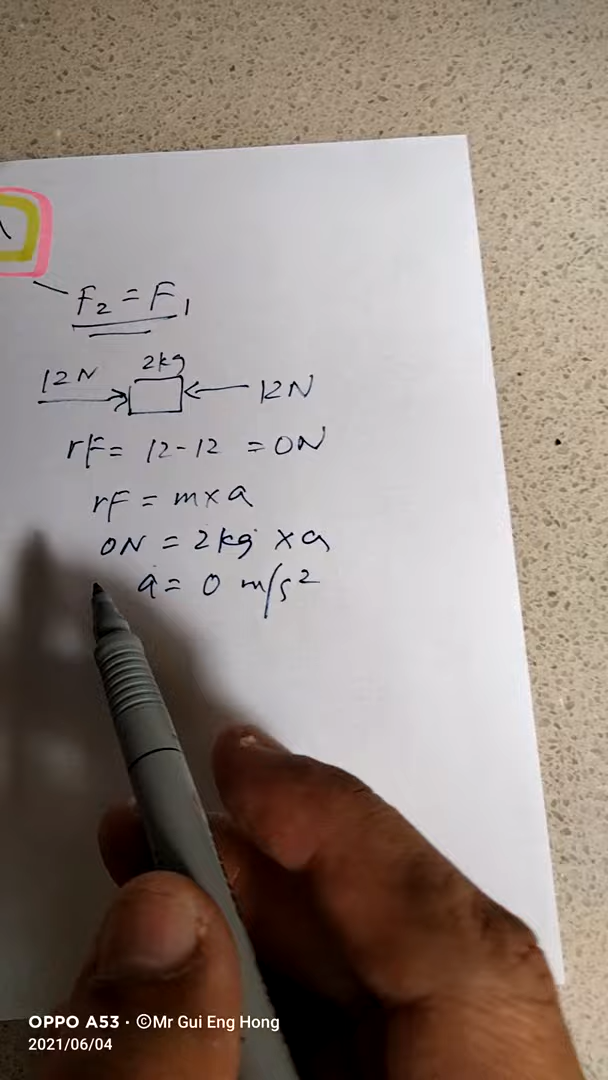 F₂ = F₁
2kg
12N 12N
rF = 12-12 = 0N
rF = m x a
0N = 2kg x a
a = 0 m/s²
OPPO A53 · ©Mr Gui Eng Hong
2021/06/04